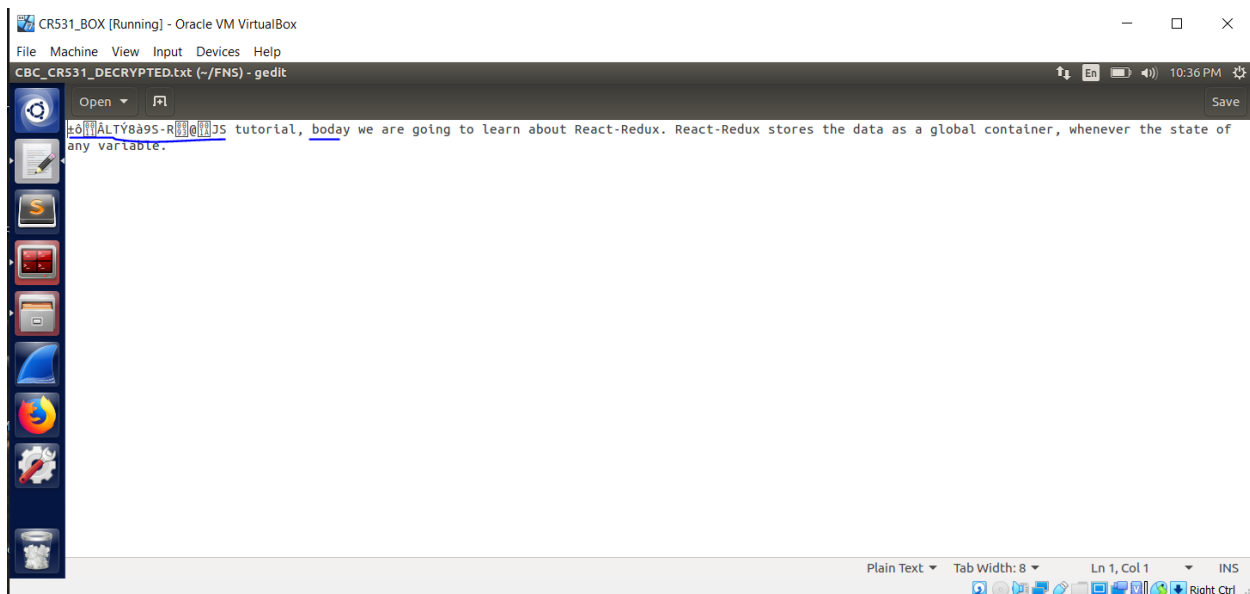 CR531_BOX [Running] - Oracle VM VirtualBox
File Machine View Input Devices Help
CBC_CR531_DECRYPTED.txt (~/FNS) - gedit
En 10:36 PM
Open Save
±ôÂLTÝ8à9S-R@JS tutorial, boday we are going to learn about React-Redux. React-Redux stores the data as a global container, whenever the state of
any variable.
Plain Text Tab Width: 8 Ln 1, Col 1 INS
Right Ctrl